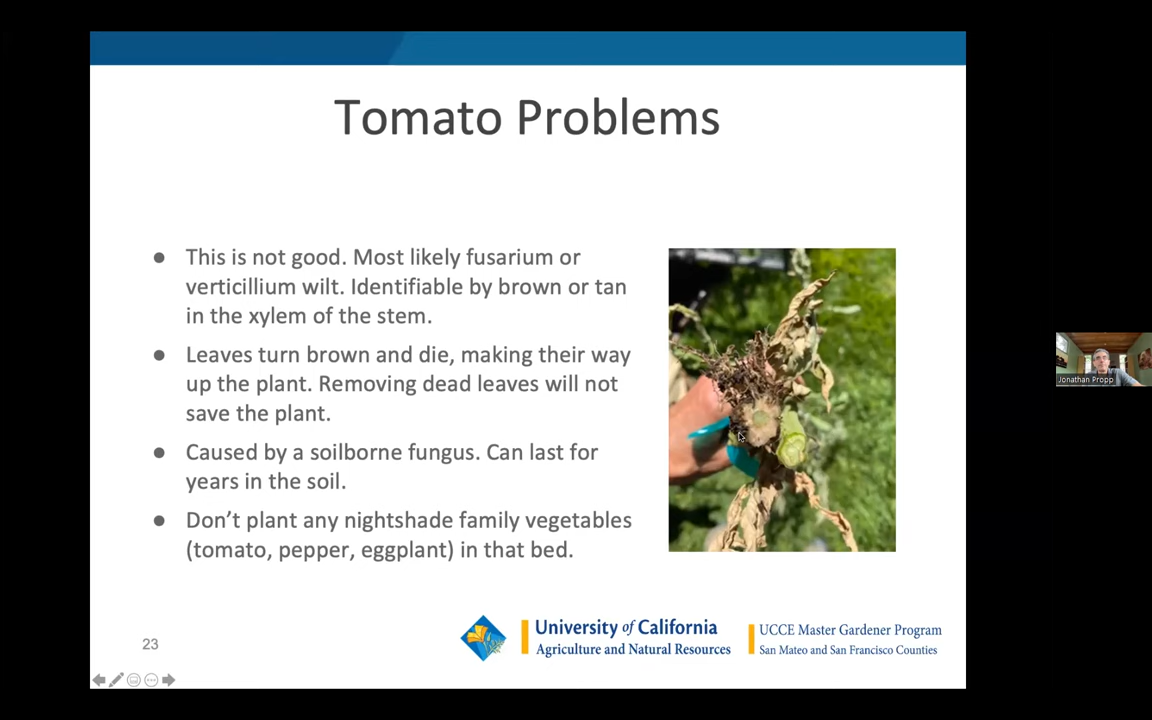 Tomato Problems
● This is not good. Most likely fusarium or
verticillium wilt. Identifiable by brown or tan
in the xylem of the stem.
● Leaves turn brown and die, making their way
up the plant. Removing dead leaves will not
save the plant.
● Caused by a soilborne fungus. Can last for
years in the soil.
● Don’t plant any nightshade family vegetables
(tomato, pepper, eggplant) in that bed.
Jonathan Propp
23
University of California
Agriculture and Natural Resources
UCCE Master Gardener Program
San Mateo and San Francisco Counties